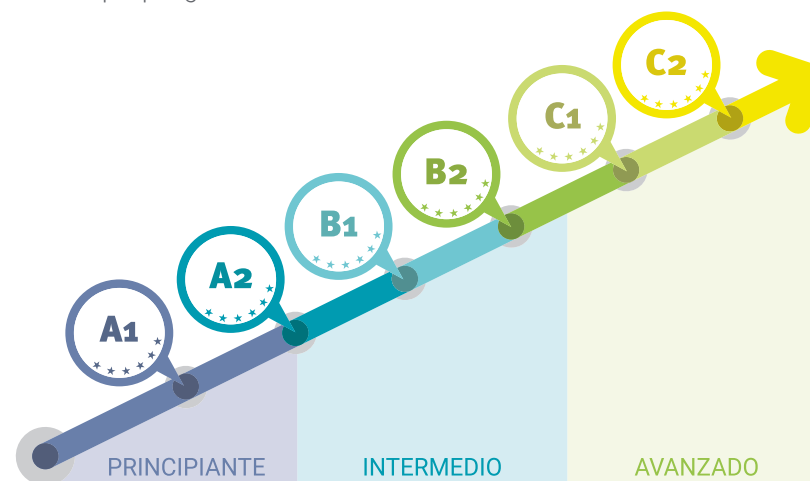 A1
A2
B1
B2
C1
C2
PRINCIPIANTE
INTERMEDIO
AVANZADO